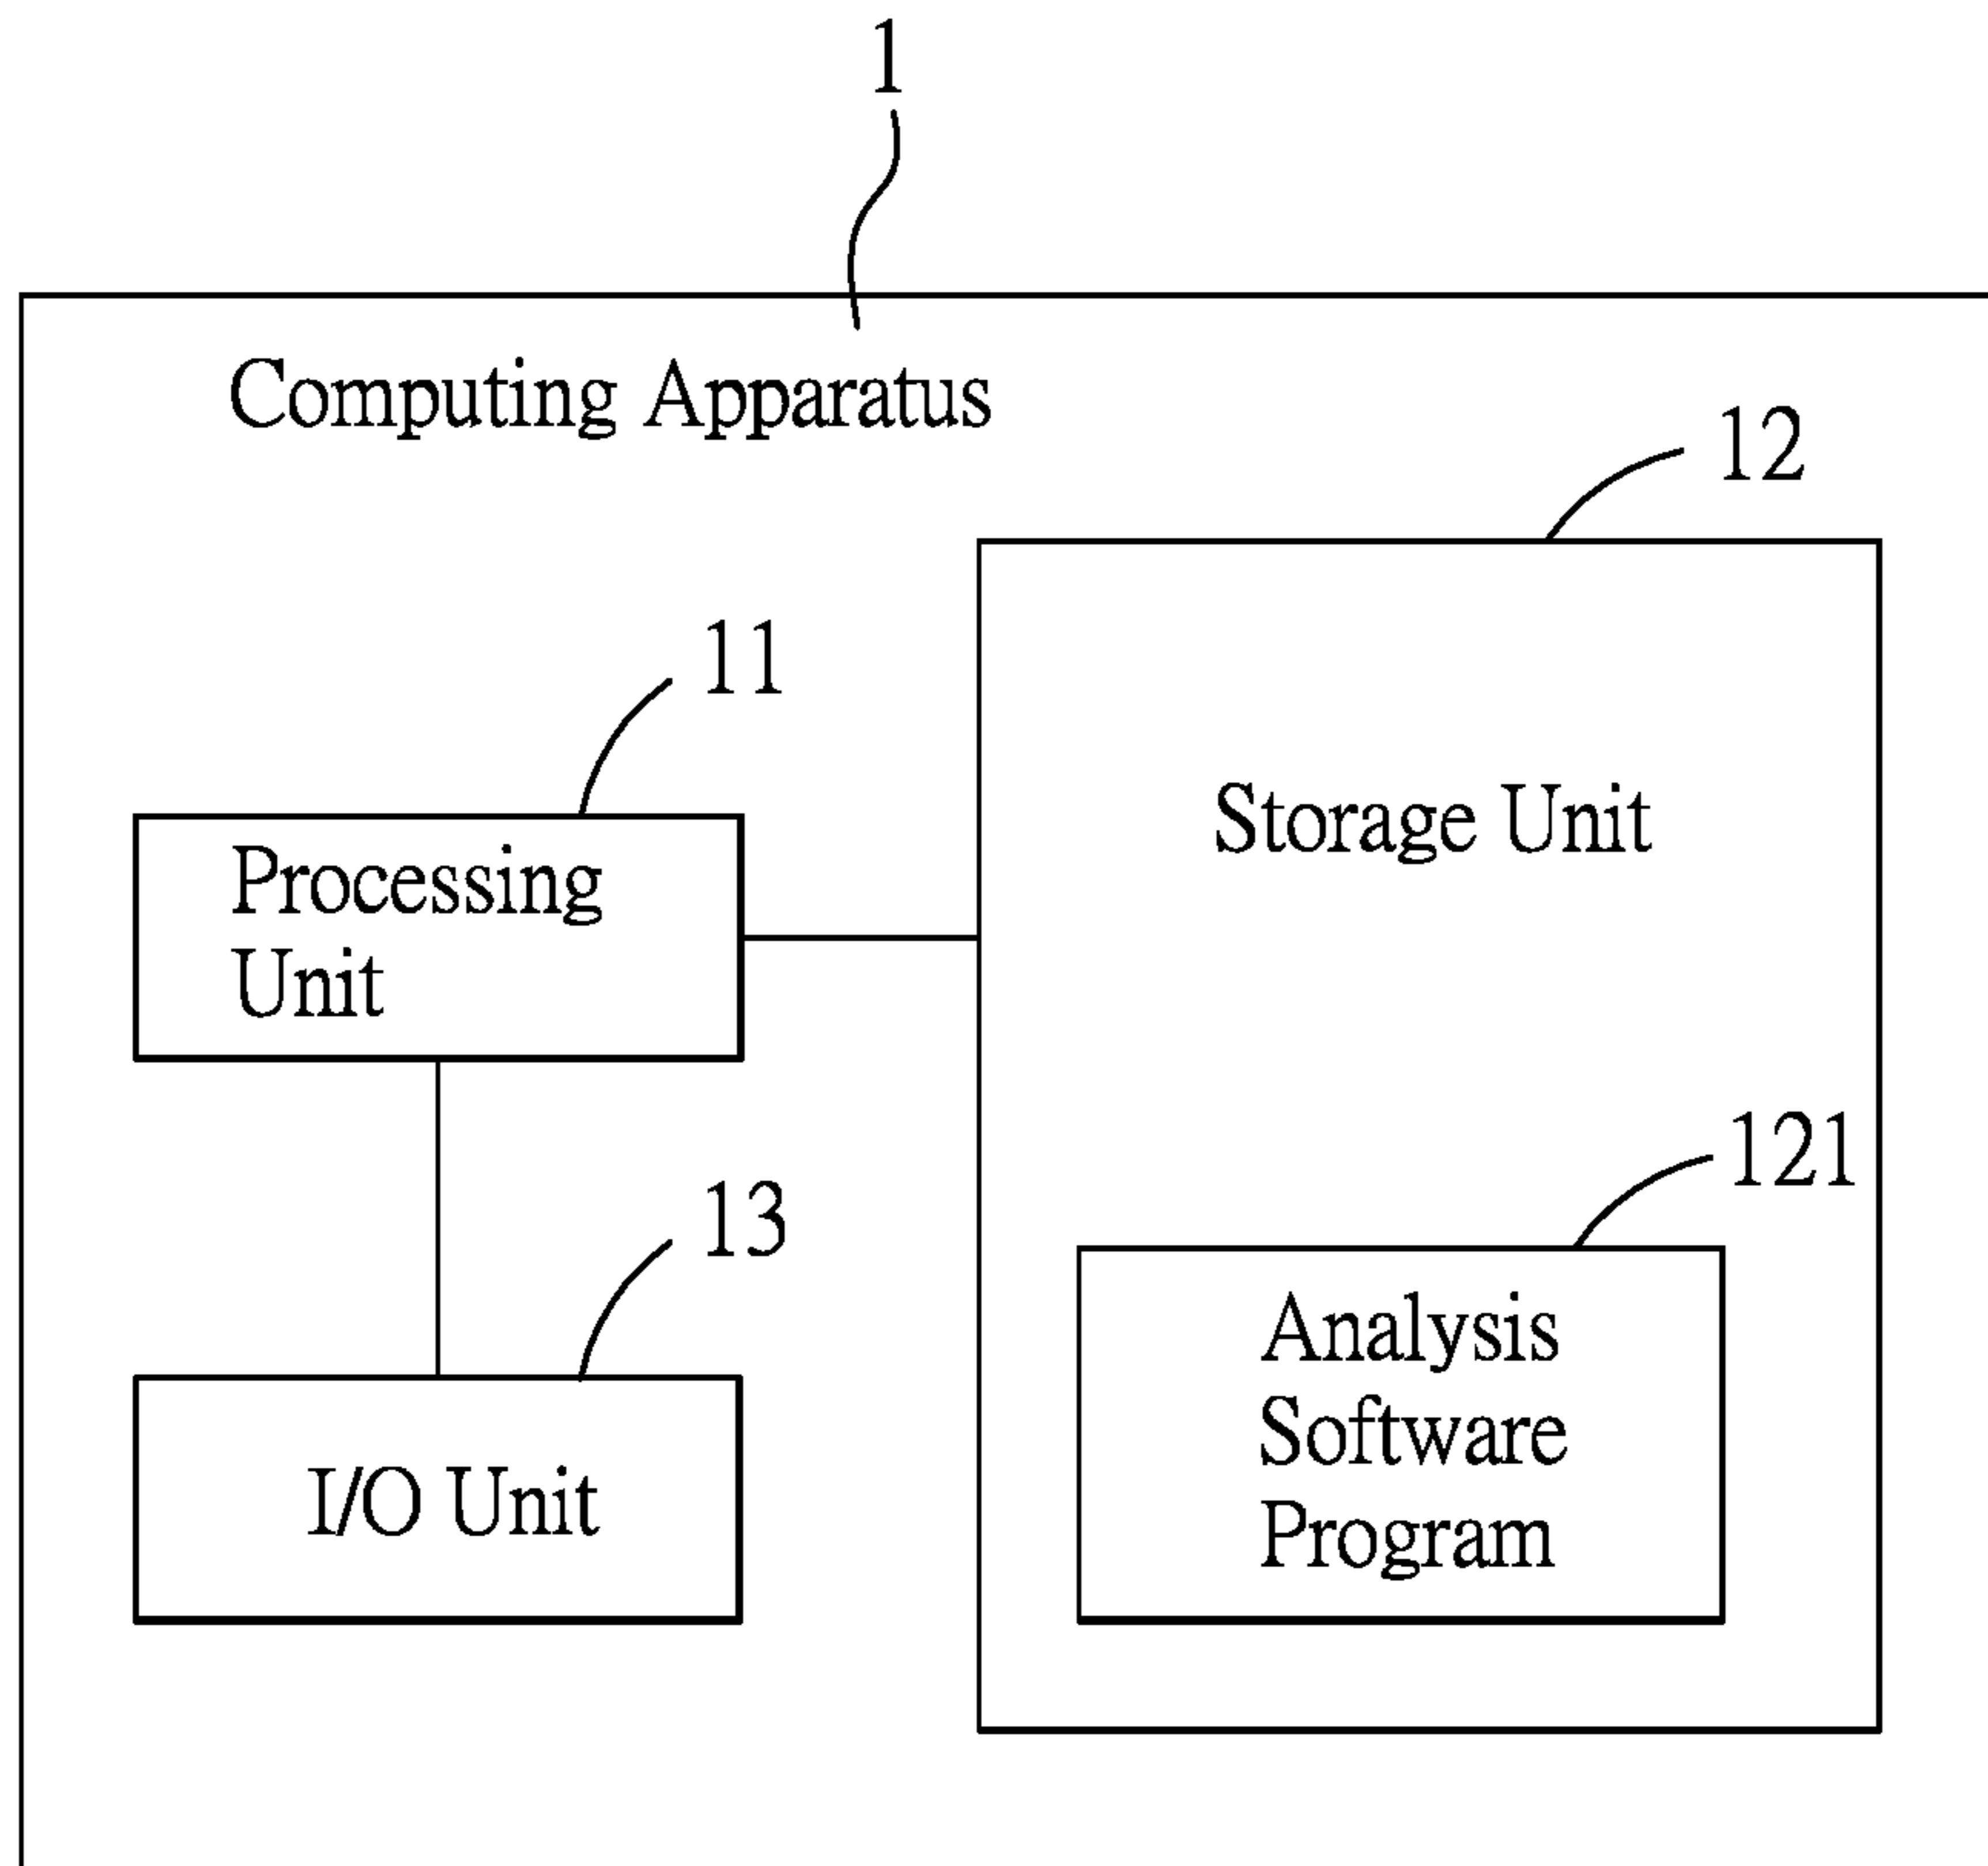 1
Computing Apparatus
12
11
Storage Unit
Processing
Unit
121
13
Analysis
Software
Program
I/O Unit